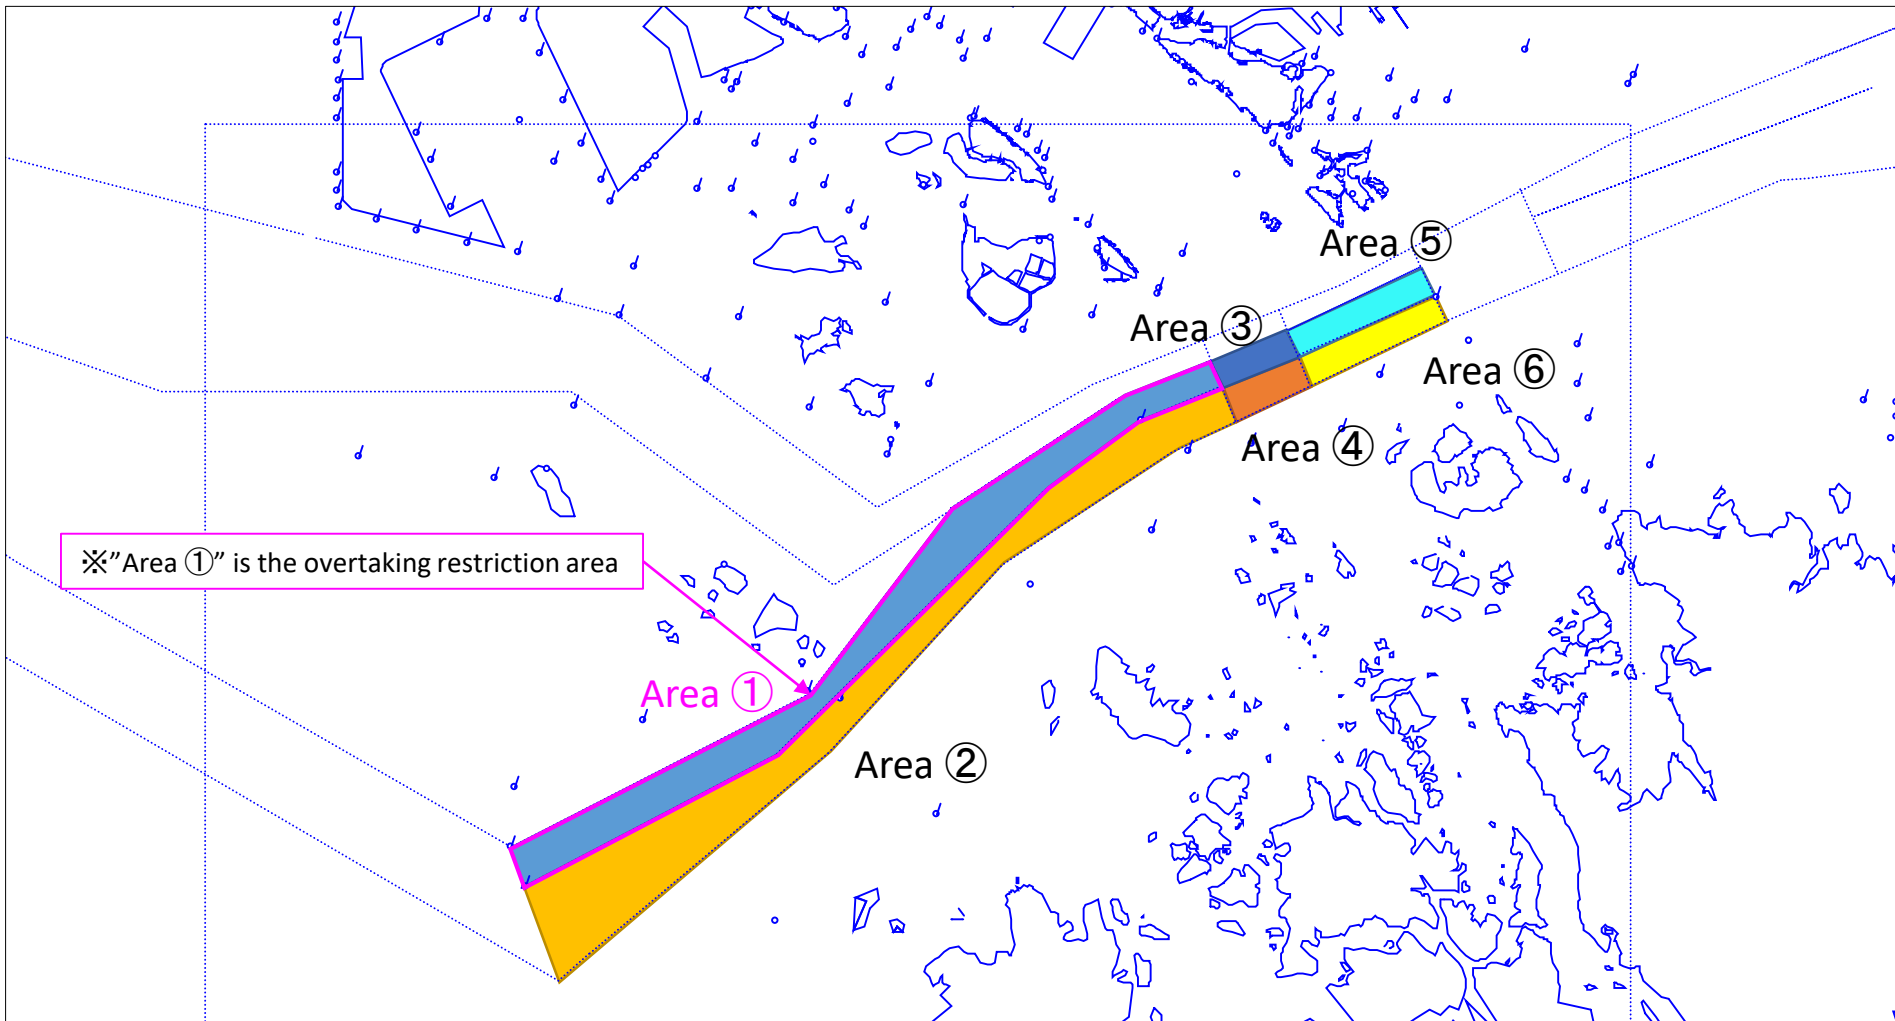 Area ⑤
Area ③
Area ⑥
Area ④
※”Area ①” is the overtaking restriction area
Area ①
Area ②